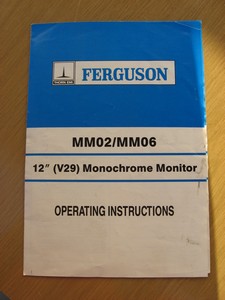 FERGUSON
MM02/MM06
12" (V29) Monochrome Monitor
OPERATING INSTRUCTIONS